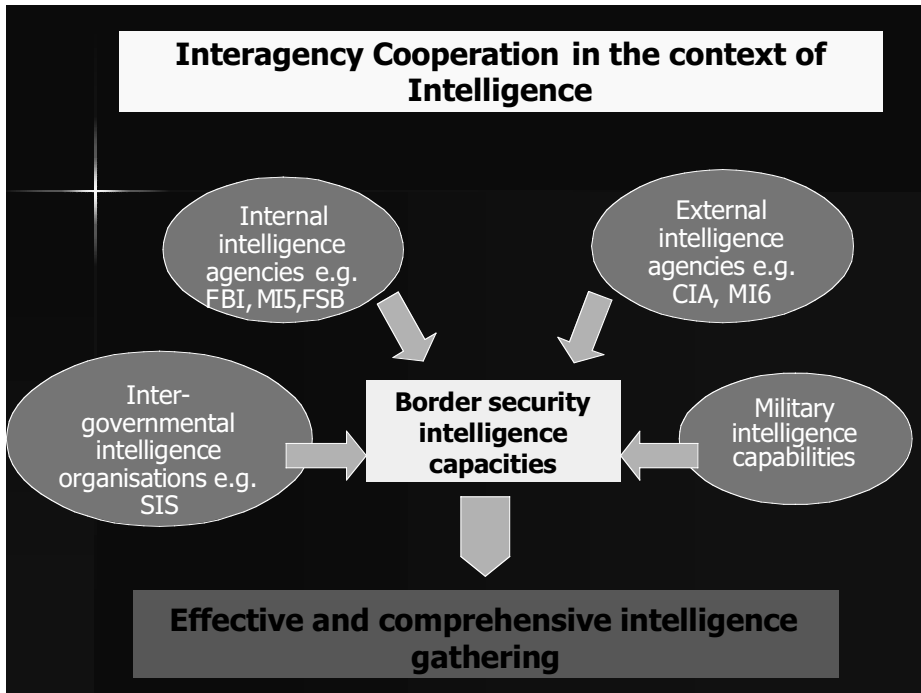 Interagency Cooperation in the context of
Intelligence
Internal
intelligence
agencies e.g.
FBI, MI5,FSB
External
intelligence
agencies e.g.
CIA, MI6
Inter-
governmental
intelligence
organisations e.g.
SIS
Border security
intelligence
capacities
Military
intelligence
capabilities
Effective and comprehensive intelligence
gathering